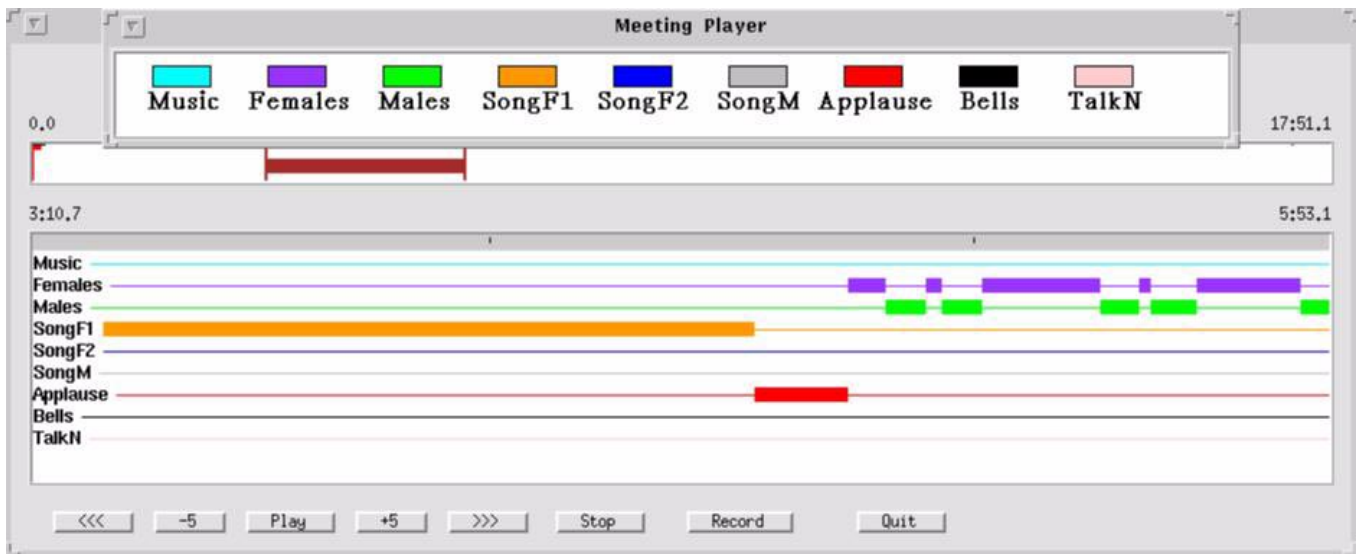 Meeting Player
Music Females Males SongF1 SongF2 SongM Applause Bells TalkN
0.0 17:51.1
3:10.7 5:53.1
Music
Females
Males
SongF1
SongF2
SongM
Applause
Bells
TalkN
<<< -5 Play +5 >>> Stop Record Quit